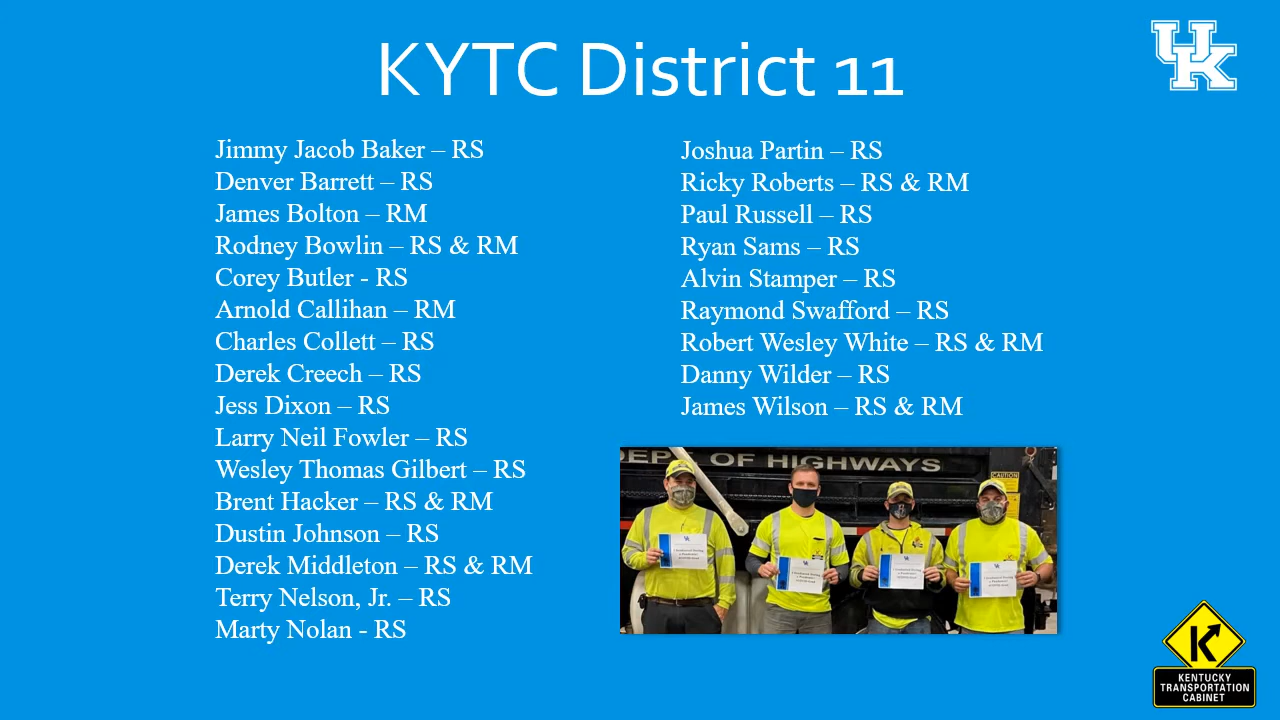 KYTC District 11
UK
Jimmy Jacob Baker – RS
Denver Barrett – RS
James Bolton – RM
Rodney Bowlin – RS & RM
Corey Butler - RS
Arnold Callihan – RM
Charles Collett – RS
Derek Creech – RS
Jess Dixon – RS
Larry Neil Fowler – RS
Wesley Thomas Gilbert – RS
Brent Hacker – RS & RM
Dustin Johnson – RS
Derek Middleton – RS & RM
Terry Nelson, Jr. – RS
Marty Nolan - RS
Joshua Partin – RS
Ricky Roberts – RS & RM
Paul Russell – RS
Ryan Sams – RS
Alvin Stamper – RS
Raymond Swafford – RS
Robert Wesley White – RS & RM
Danny Wilder – RS
James Wilson – RS & RM
DEPT OF HIGHWAYS
CAUTION
K
KENTUCKY
TRANSPORTATION
CABINET